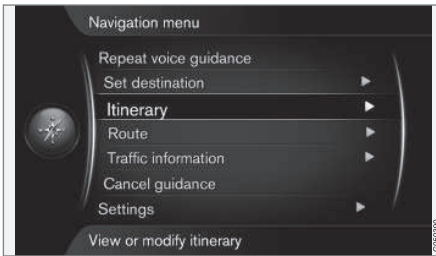 Navigation menu
Repeat voice guidance
Set destination
Itinerary
Route
Traffic information
Cancel guidance
Settings
View or modify itinerary